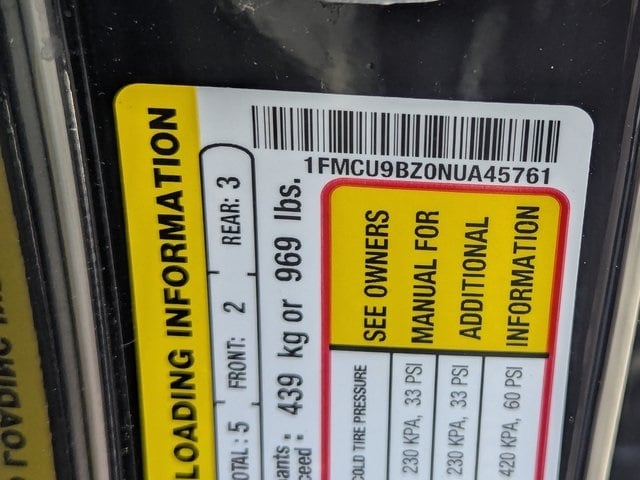 1FMCU9BZ0NUA45761
LOADING INFORMATION
OTAL : 5 FRONT: 2 REAR: 3
ants : 439 kg or 969 lbs.
ceed :
SEE OWNERS
MANUAL FOR
ADDITIONAL
INFORMATION
COLD TIRE PRESSURE
230 KPA, 33 PSI
230 KPA, 33 PSI
420 KPA, 60 PSI